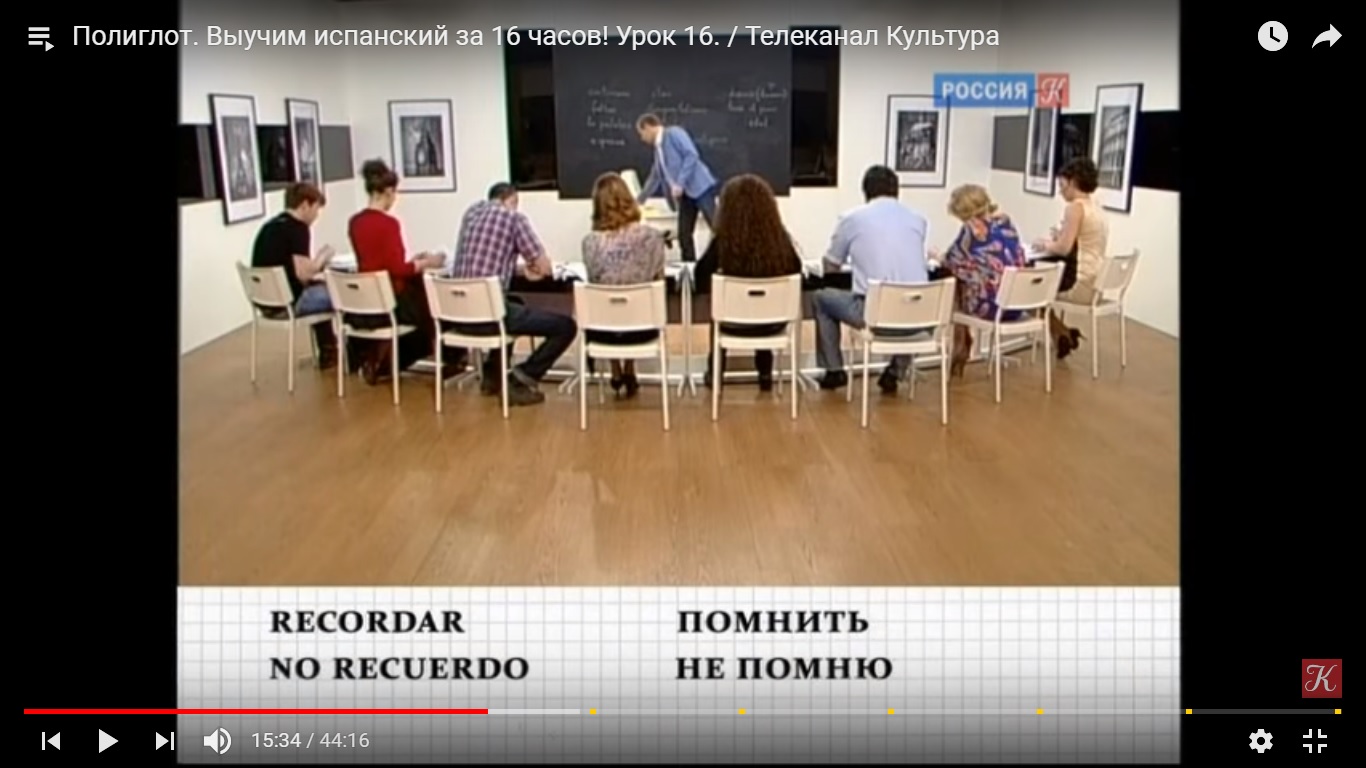 Полиглот. Выучим испанский за 16 часов! Урок 16. / Телеканал Культура
РОССИЯ К
RECORDAR ПОМНИТЬ
NO RECUERDO НЕ ПОМНЮ
K
15:34 / 44:16